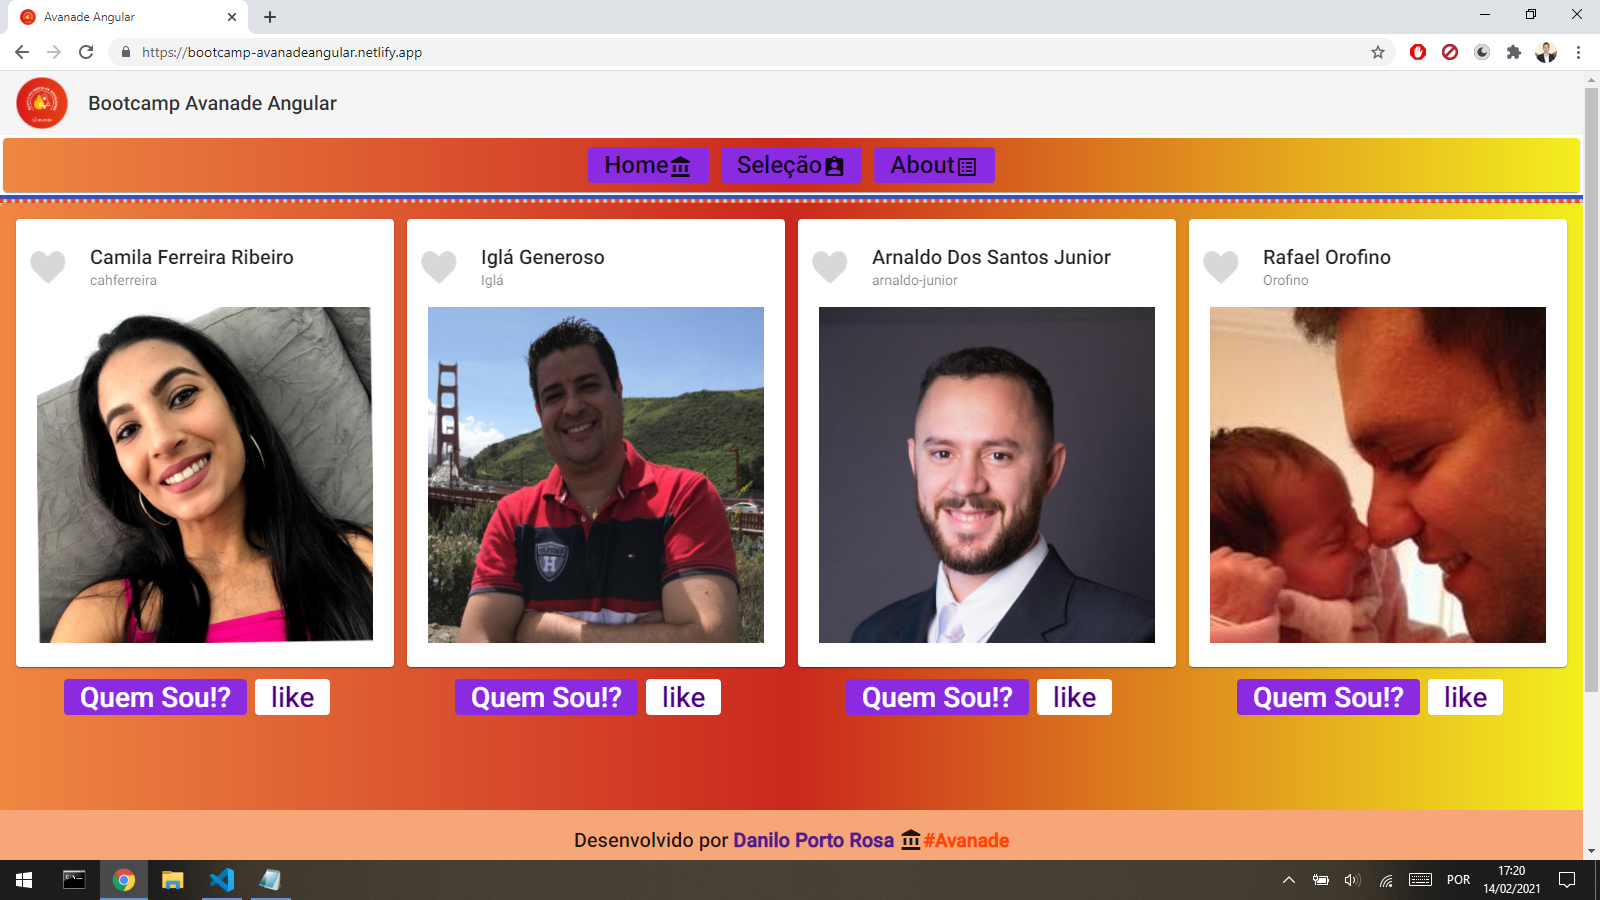 Avanade Angular
https://bootcamp-avanadeangular.netlify.app
Bootcamp Avanade Angular
Home
Seleção
About
Camila Ferreira Ribeiro
cahferreira
Iglá Generoso
Iglá
Arnaldo Dos Santos Junior
arnaldo-junior
Rafael Orofino
Orofino
H
Quem Sou!? like
Quem Sou!? like
Quem Sou!? like
Quem Sou!? like
Desenvolvido por Danilo Porto Rosa #Avanade
POR
17:20
14/02/2021